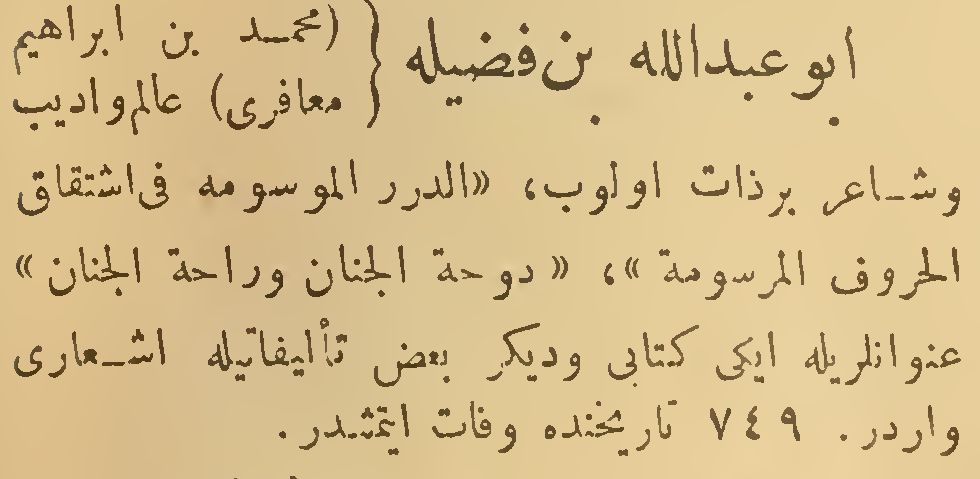 ابو عبدالله بن فضيله { (محمد بن ابراهيم
معافرى) عالم واديب
وشاعر برذات اولوب، «الدرر الموسومه فى اشتقاق
الحروف المرسومة»، «دوحة الجنان وراحة الجنان»
عنوانلريله ايكى كتابى وديكر بعض تأليفاتيله اشعارى
واردر. ٧٤٩ تاريخنده وفات ايتمشدر.